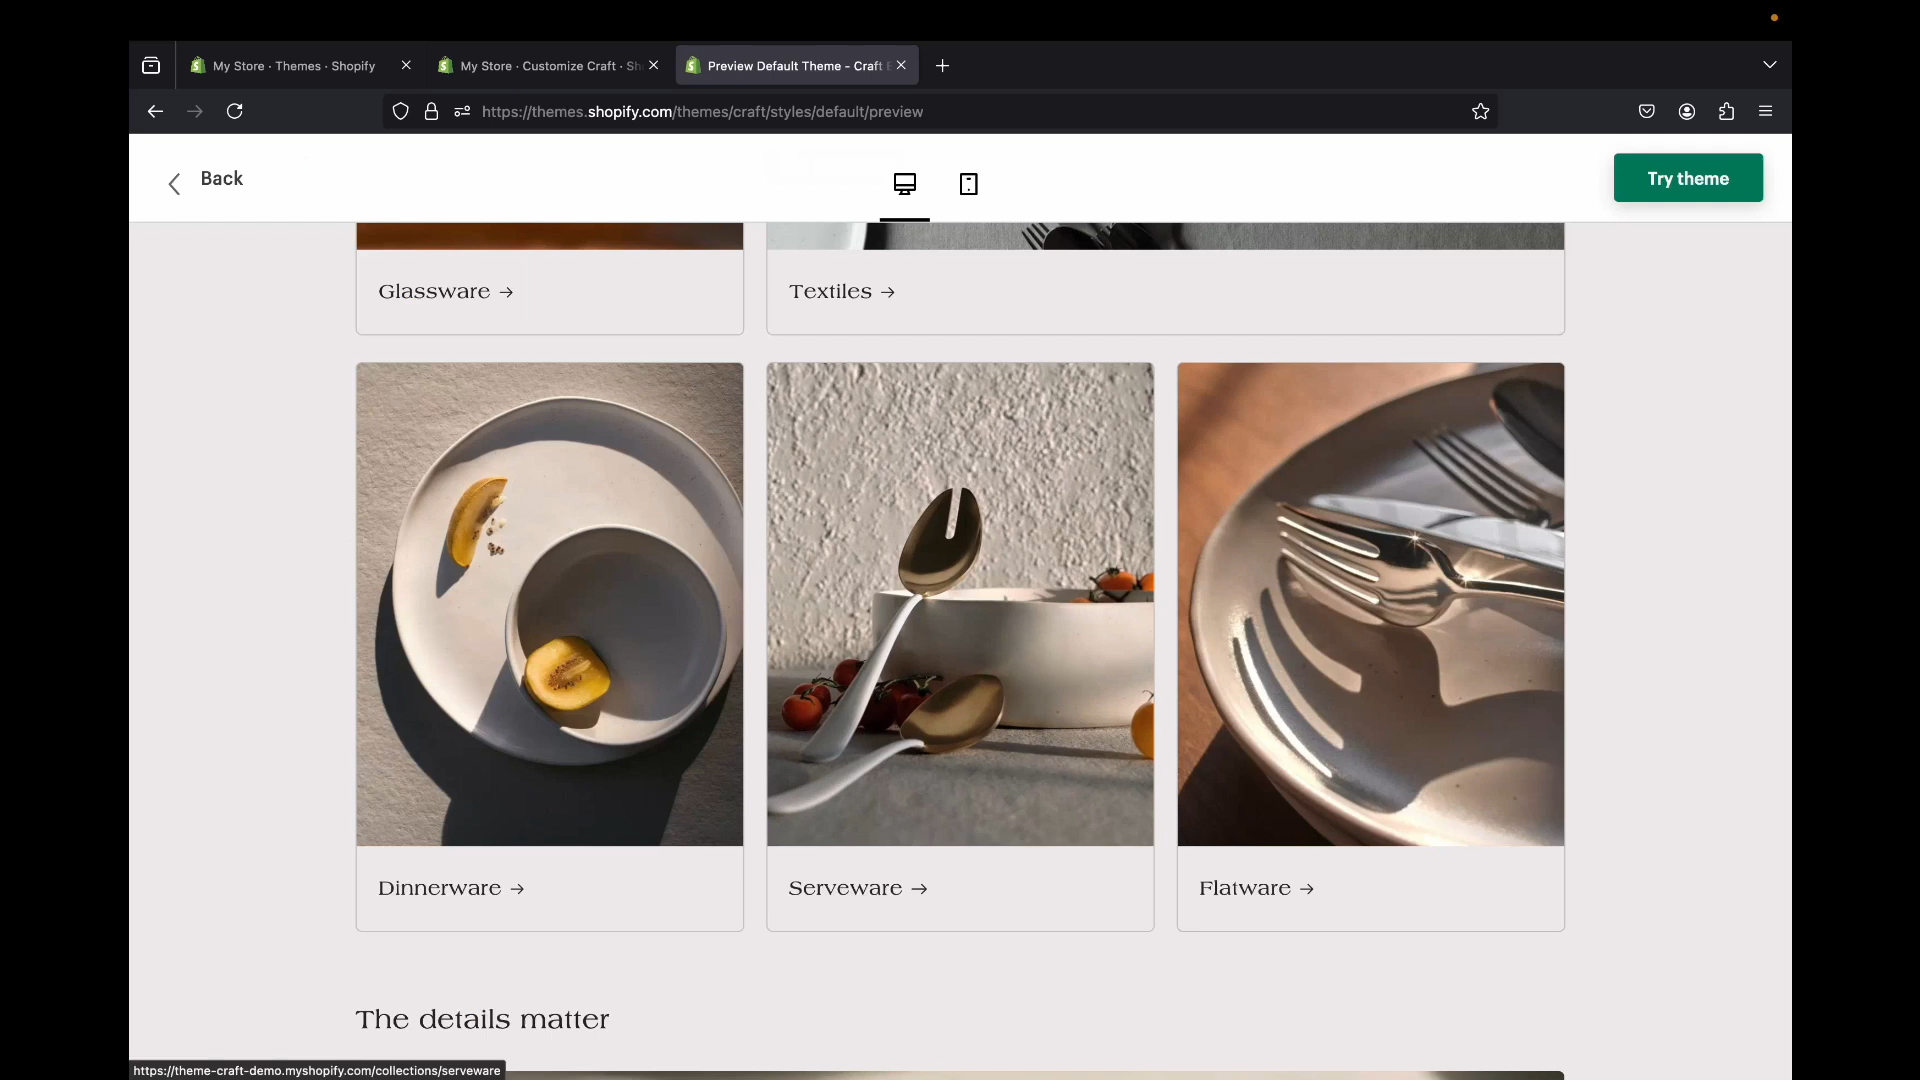 My Store · Themes · Shopify
My Store · Customize Craft · Sh
Preview Default Theme - Craft E
https://themes.shopify.com/themes/craft/styles/default/preview
Back
Try theme
Glassware →
Textiles →
Dinnerware →
Serveware →
Flatware →
The details matter
https://theme-craft-demo.myshopify.com/collections/serveware